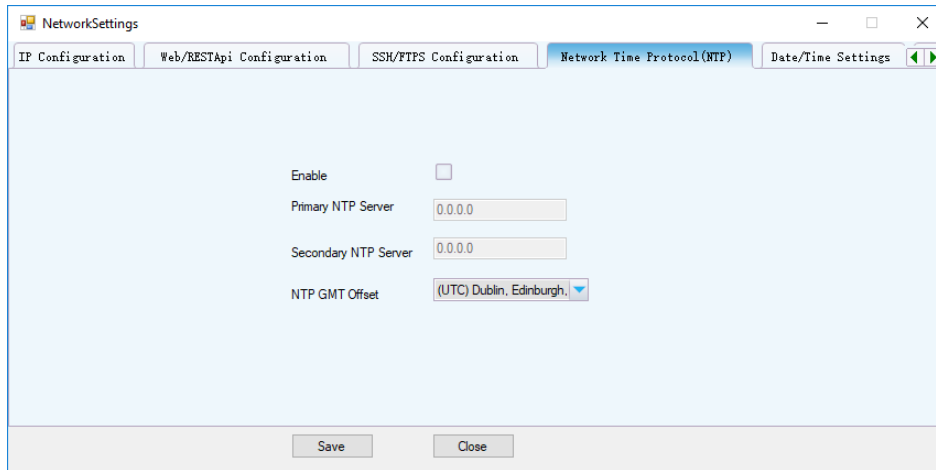 NetworkSettings
IP Configuration Web/RESTApi Configuration SSH/FTPS Configuration Network Time Protocol(NTP) Date/Time Settings
Enable
Primary NTP Server 0.0.0.0
Secondary NTP Server 0.0.0.0
NTP GMT Offset (UTC) Dublin, Edinburgh,
Save Close